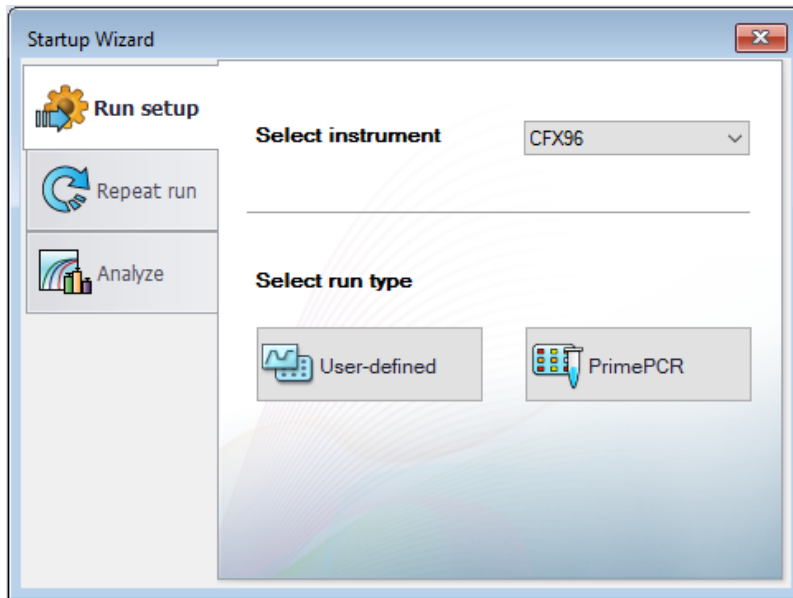 Startup Wizard
Run setup
Repeat run
Analyze
Select instrument
CFX96
Select run type
User-defined
PrimePCR